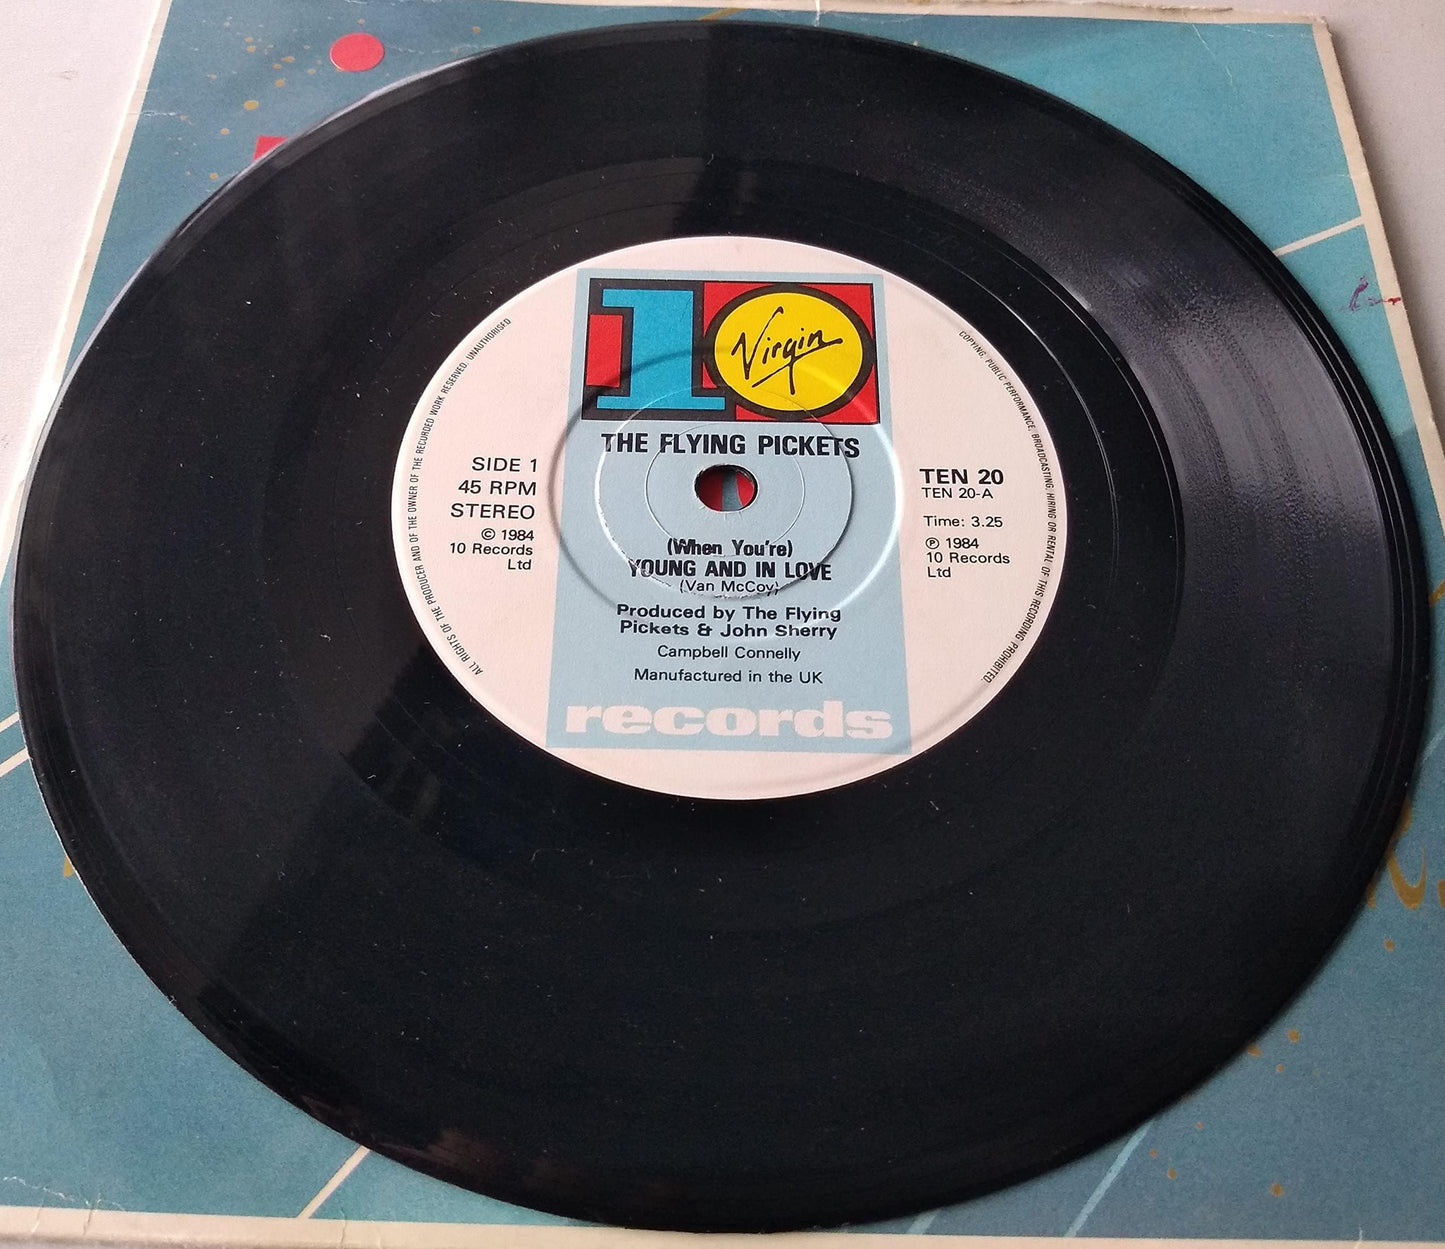 10 Virgin
THE FLYING PICKETS
SIDE 1
45 RPM
STEREO
© 1984
10 Records
Ltd
TEN 20
TEN 20-A
Time: 3.25
℗ 1984
10 Records
Ltd
(When You're)
YOUNG AND IN LOVE
(Van McCoy)
Produced by The Flying
Pickets & John Sherry
Campbell Connelly
Manufactured in the UK
records
ALL RIGHTS OF THE PRODUCER AND OF THE OWNER OF THE RECORDED WORK RESERVED. UNAUTHORISED
COPYING, PUBLIC PERFORMANCE, BROADCASTING, HIRING OR RENTAL OF THIS RECORDING PROHIBITED.